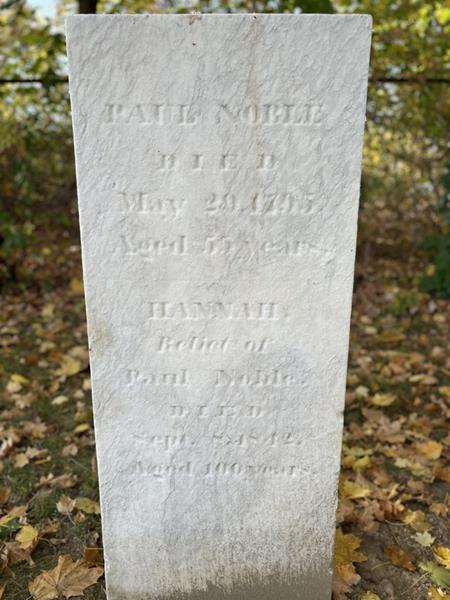 PAUL NOBLE
DIED
May 20, 1795
Aged 55 years.
HANNAH:
Relict of
Paul Noble:
DIED
Sept. 8, 1842.
Aged 100 years.